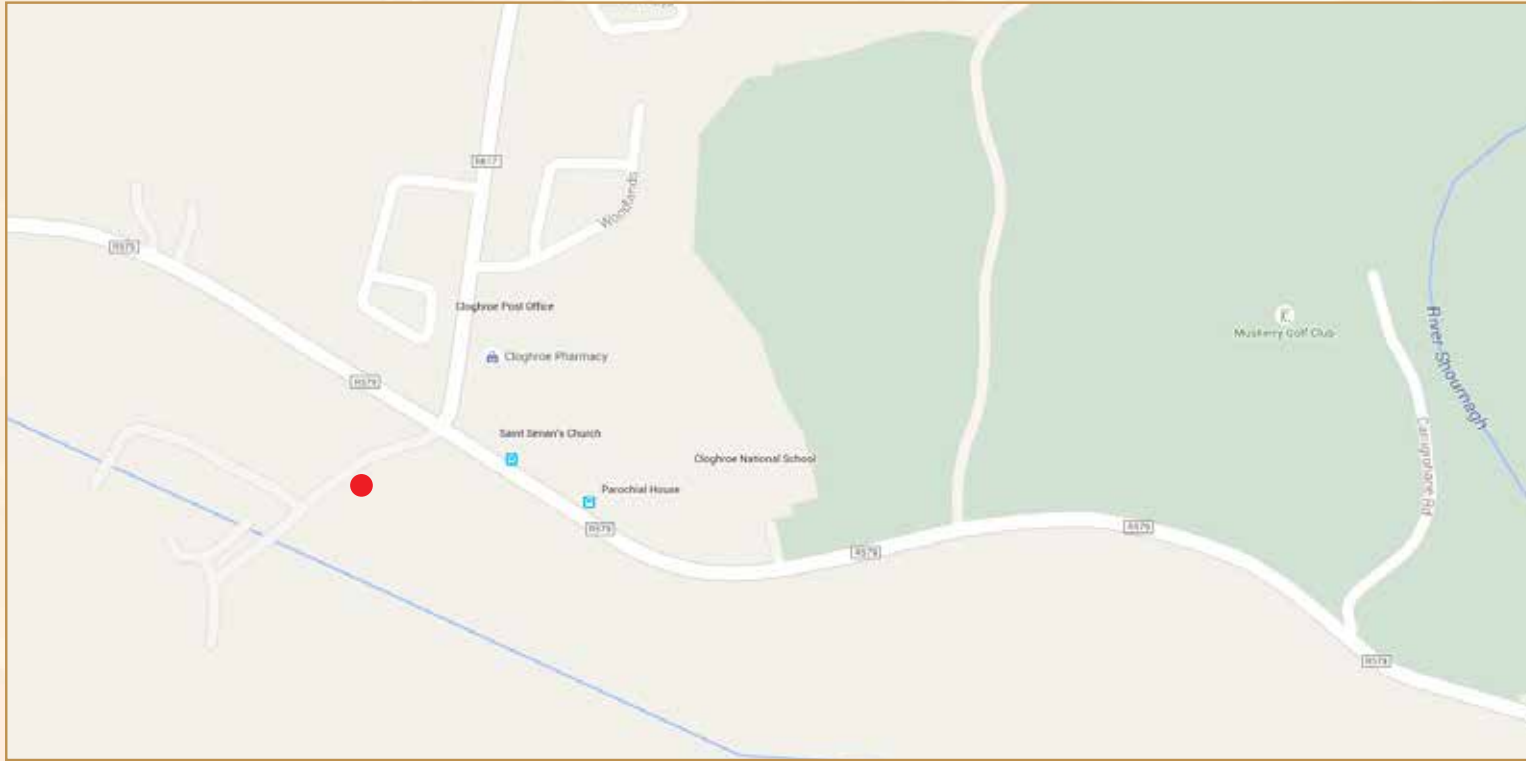 R617
Woodlands
R579
Cloghroe Post Office
Cloghroe Pharmacy
R579
Saint Senan's Church
Cloghroe National School
Parochial House
R579
R579
R579
Muskerry Golf Club
River Shournagh
Carrigrohane Rd
R579